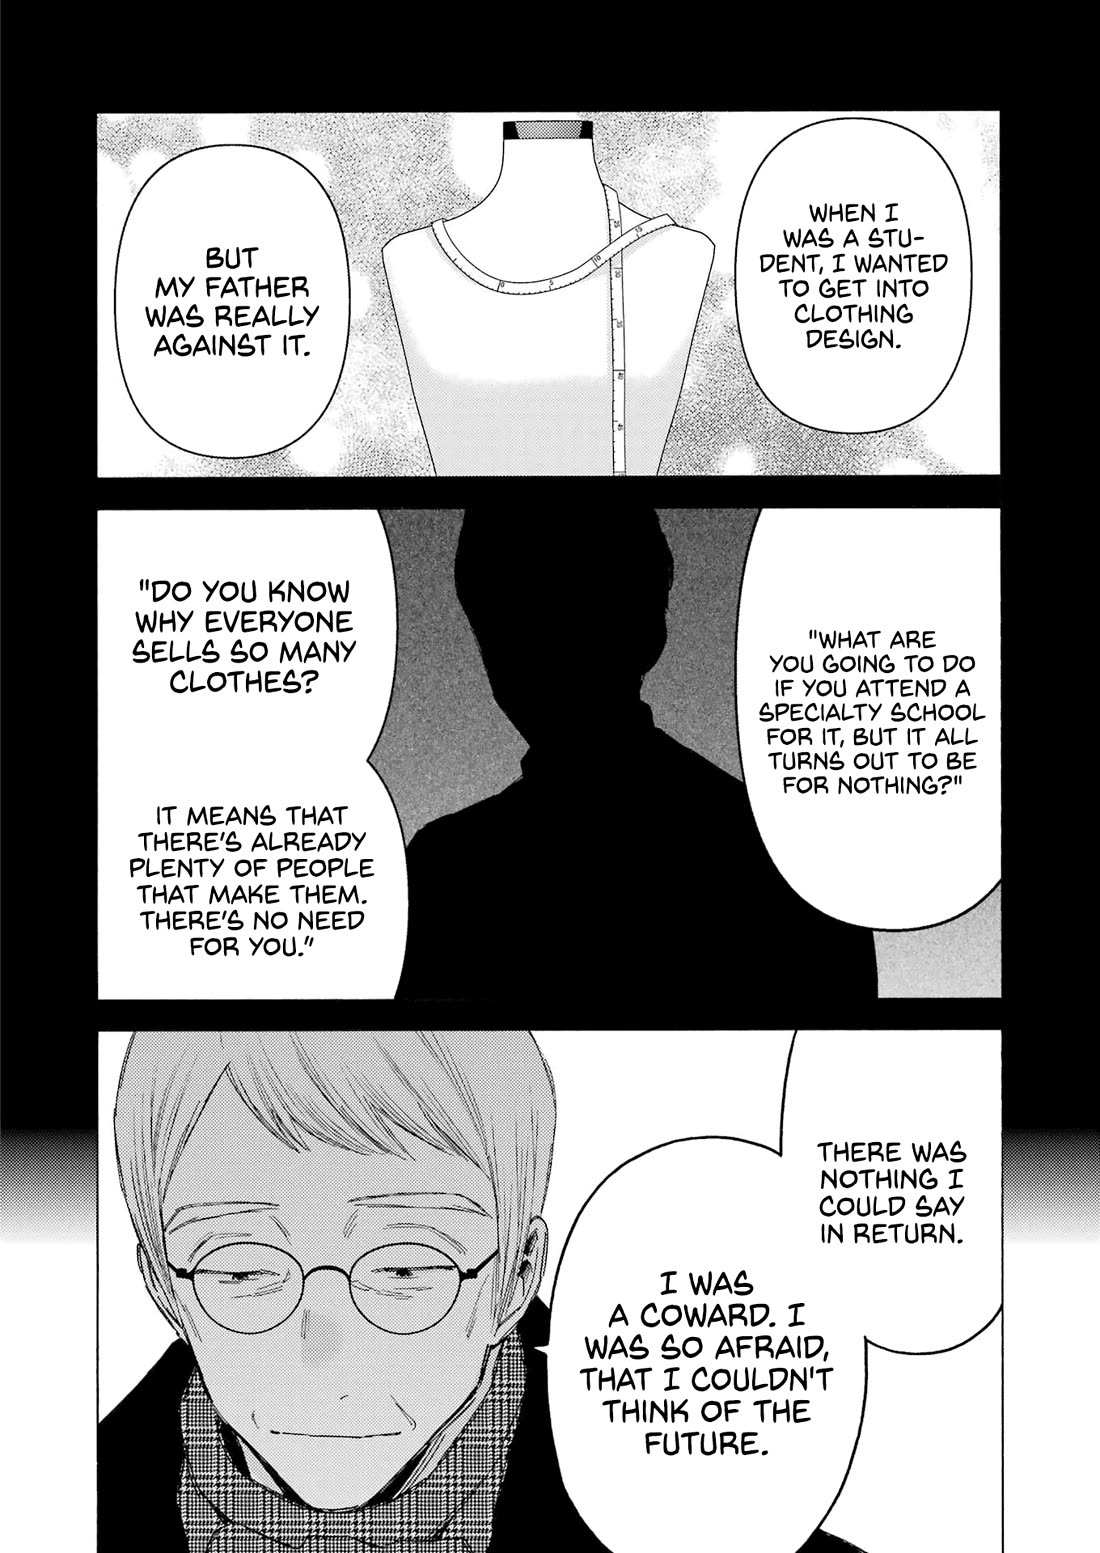 WHEN I
WAS A STU-
DENT, I WANTED
TO GET INTO
CLOTHING
DESIGN.
BUT
MY FATHER
WAS REALLY
AGAINST IT.
"WHAT ARE
YOU GOING TO DO
IF YOU ATTEND A
SPECIALTY SCHOOL
FOR IT, BUT IT ALL
TURNS OUT TO BE
FOR NOTHING?"
"DO YOU KNOW
WHY EVERYONE
SELLS SO MANY
CLOTHES?
IT MEANS THAT
THERE'S ALREADY
PLENTY OF PEOPLE
THAT MAKE THEM.
THERE'S NO NEED
FOR YOU."
THERE WAS
NOTHING I
COULD SAY
IN RETURN.
I WAS
A COWARD. I
WAS SO AFRAID,
THAT I COULDN'T
THINK OF THE
FUTURE.